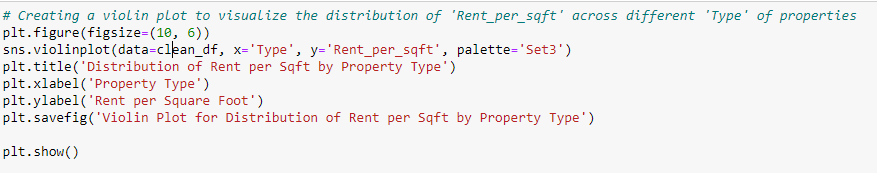 # Creating a violin plot to visualize the distribution of 'Rent_per_sqft' across different 'Type' of properties
plt.figure(figsize=(10, 6))
sns.violinplot(data=clean_df, x='Type', y='Rent_per_sqft', palette='Set3')
plt.title('Distribution of Rent per Sqft by Property Type')
plt.xlabel('Property Type')
plt.ylabel('Rent per Square Foot')
plt.savefig('Violin Plot for Distribution of Rent per Sqft by Property Type')
plt.show()